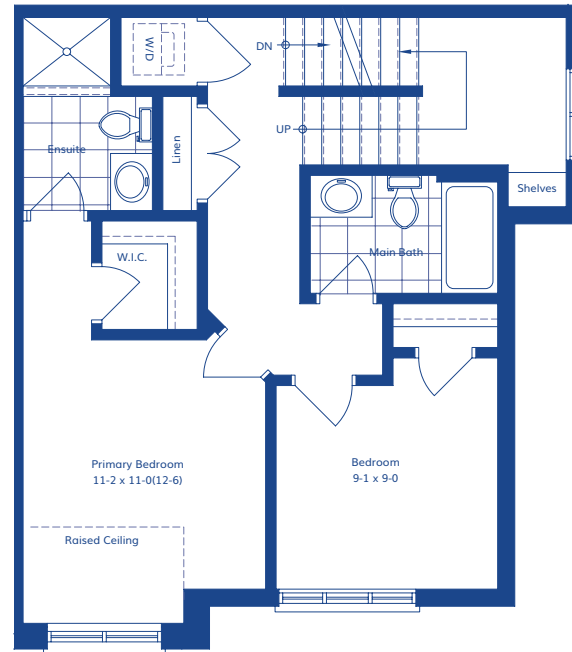 W/D
DN
UP
Ensuite
Linen
Shelves
Main Bath
W.I.C.
Primary Bedroom
11-2 x 11-0(12-6)
Bedroom
9-1 x 9-0
Raised Ceiling